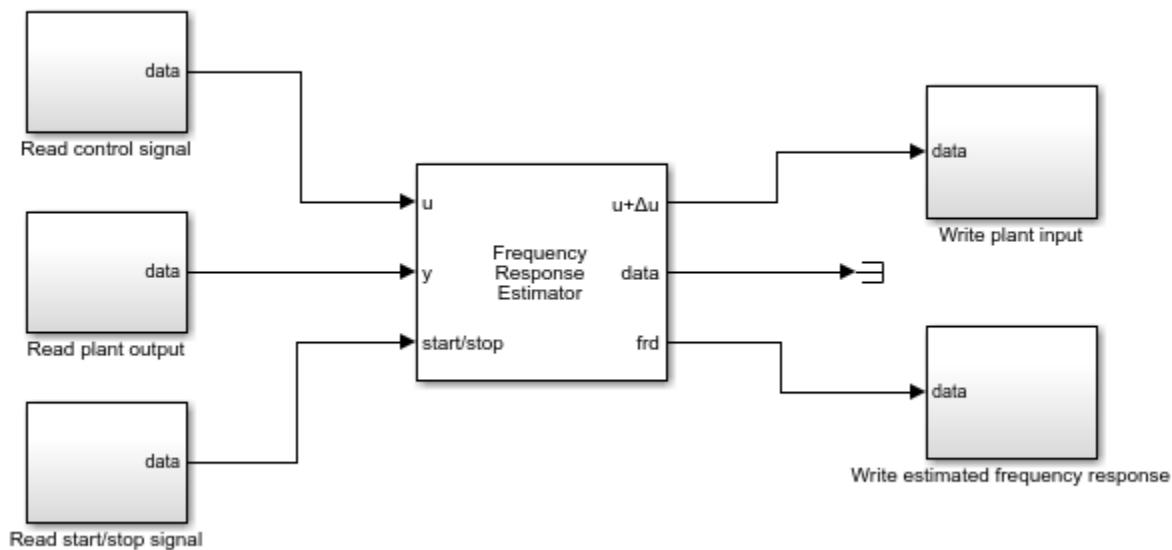 data
Read control signal
data
Read plant output
data
Read start/stop signal
u
y
start/stop
Frequency
Response
Estimator
u+Δu
data
frd
data
Write plant input
data
Write estimated frequency response